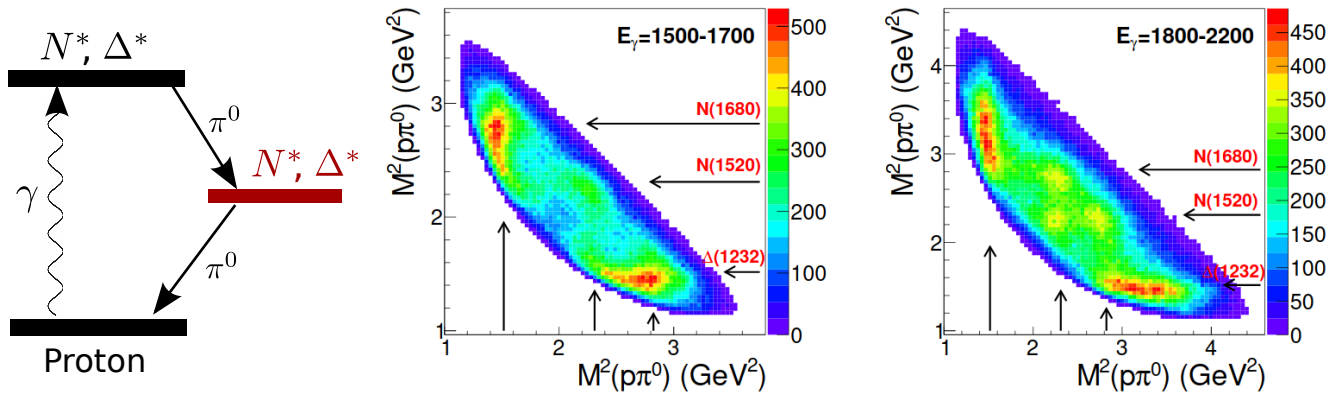 N*, Δ*
π⁰
N*, Δ*
γ
π⁰
Proton
M²(pπ⁰) (GeV²)
E_γ=1500-1700
N(1680)
N(1520)
Δ(1232)
3
2
1
1 2 3
M²(pπ⁰) (GeV²)
500
400
300
200
100
0
M²(pπ⁰) (GeV²)
E_γ=1800-2200
N(1680)
N(1520)
Δ(1232)
4
3
2
1
1 2 3 4
M²(pπ⁰) (GeV²)
450
400
350
300
250
200
150
100
50
0